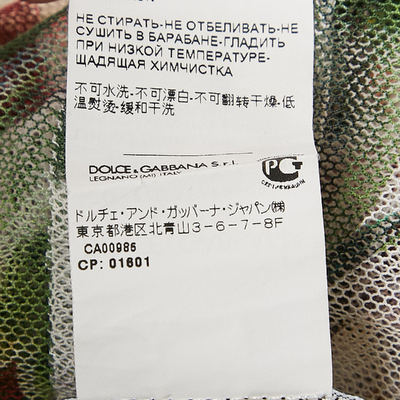 НЕ СТИРАТЬ-НЕ ОТБЕЛИВАТЬ-НЕ
СУШИТЬ В БАРАБАНЕ-ГЛАДИТЬ
ПРИ НИЗКОЙ ТЕМПЕРАТУРЕ-
ЩАДЯЩАЯ ХИМЧИСТКА
不可水洗-不可漂白-不可翻转干燥-低
温熨烫-缓和干洗
DOLCE & GABBANA S.r.l.
LEGNANO (MI) ITALY
РСТ
ドルチェ・アンド・ガッバーナ・ジャパン㈱
東京都港区北青山3-6-7-8F
CA00986
CP: 01601